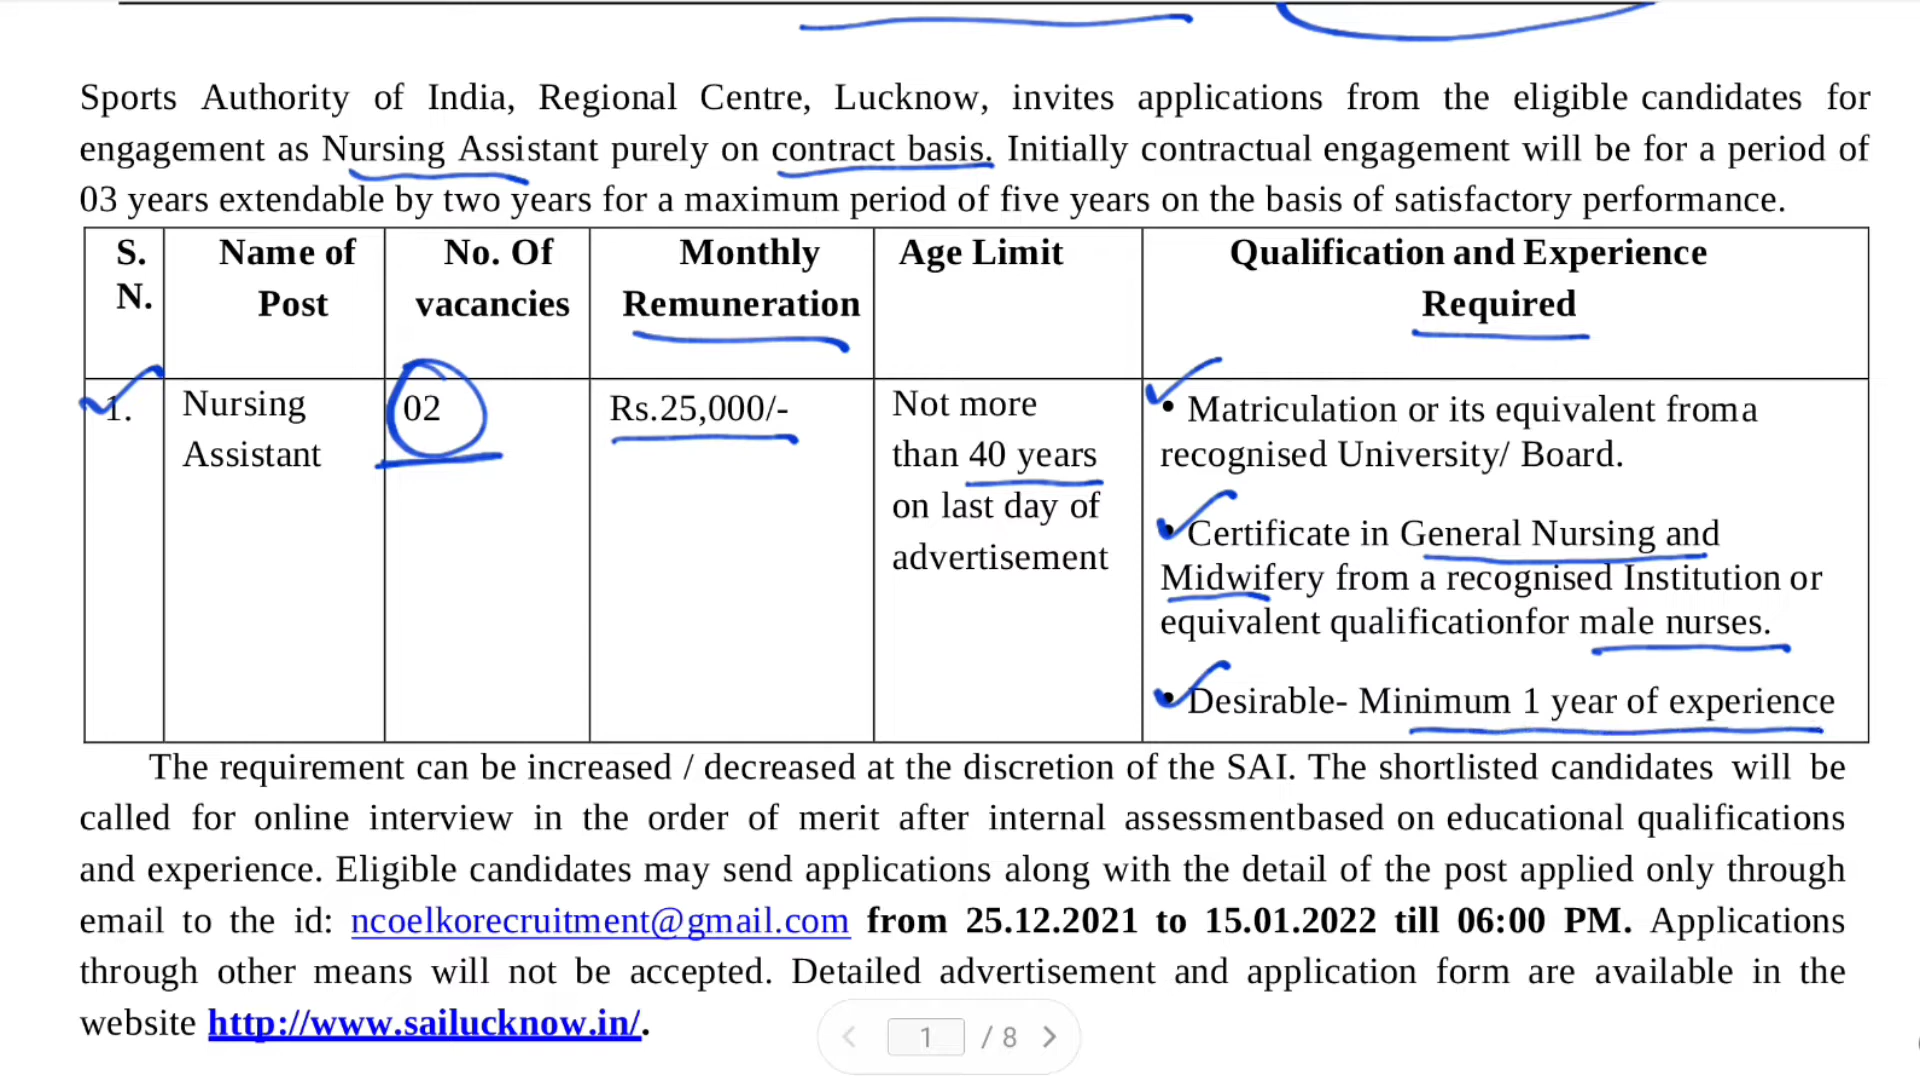 Sports Authority of India, Regional Centre, Lucknow, invites applications from the eligible candidates for
engagement as Nursing Assistant purely on contract basis. Initially contractual engagement will be for a period of
03 years extendable by two years for a maximum period of five years on the basis of satisfactory performance.
S.
N.
Name of
Post
No. Of
vacancies
Monthly
Remuneration
Age Limit
Qualification and Experience
Required
1.
Nursing
Assistant
02
Rs.25,000/-
Not more
than 40 years
on last day of
advertisement
• Matriculation or its equivalent froma
recognised University/ Board.
• Certificate in General Nursing and
Midwifery from a recognised Institution or
equivalent qualificationfor male nurses.
• Desirable- Minimum 1 year of experience
The requirement can be increased / decreased at the discretion of the SAI. The shortlisted candidates will be
called for online interview in the order of merit after internal assessmentbased on educational qualifications
and experience. Eligible candidates may send applications along with the detail of the post applied only through
email to the id: ncoelkorecruitment@gmail.com from 25.12.2021 to 15.01.2022 till 06:00 PM. Applications
through other means will not be accepted. Detailed advertisement and application form are available in the
website http://www.sailucknow.in/.
1 / 8